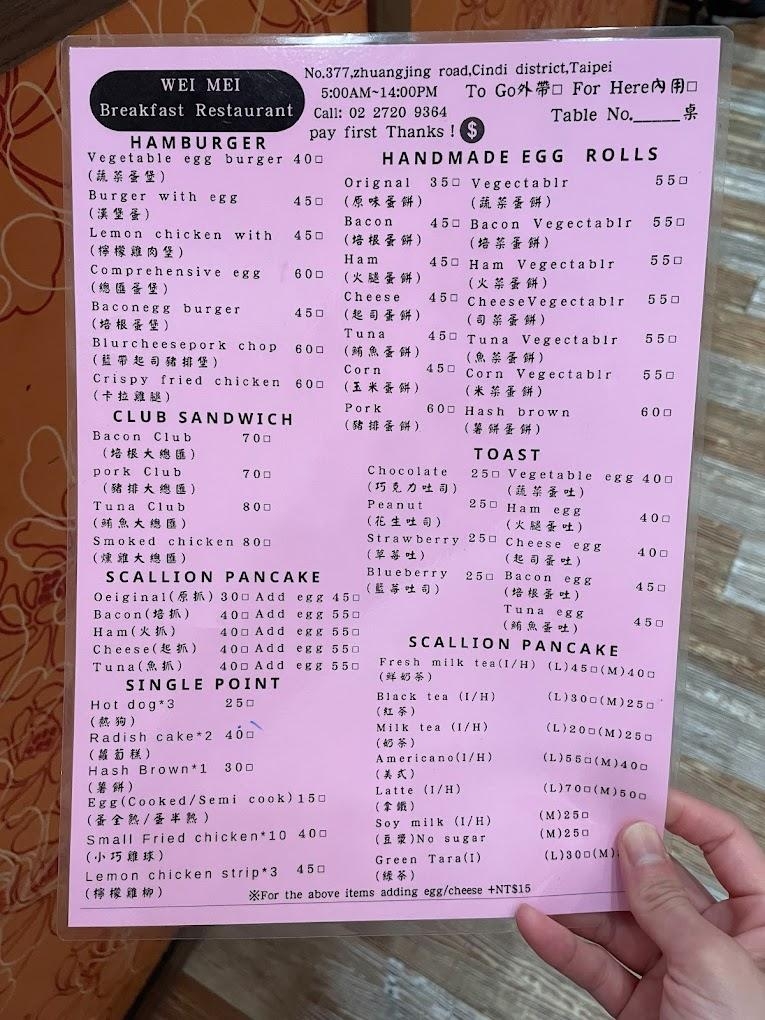 WEI MEI
Breakfast Restaurant
No.377,zhuangjing road,Cindi district,Taipei
5:00AM~14:00PM To Go外帶□ For Here內用□
Call: 02 2720 9364 Table No._____桌
pay first Thanks ! $
HAMBURGER
Vegetable egg burger 40□
(蔬菜蛋堡)
Burger with egg 45□
(漢堡蛋)
Lemon chicken with 45□
(檸檬雞肉堡)
Comprehensive egg 60□
(總匯蛋堡)
Baconegg burger 45□
(培根蛋堡)
Blurcheesepork chop 60□
(藍帶起司豬排堡)
Crispy fried chicken 60□
(卡拉雞腿)
CLUB SANDWICH
Bacon Club 70□
(培根大總匯)
pork Club 70□
(豬排大總匯)
Tuna Club 80□
(鮪魚大總匯)
Smoked chicken 80□
(燻雞大總匯)
SCALLION PANCAKE
Oeiginal(原抓) 30□ Add egg 45□
Bacon(培抓) 40□ Add egg 55□
Ham(火抓) 40□ Add egg 55□
Cheese(起抓) 40□ Add egg 55□
Tuna(魚抓) 40□ Add egg 55□
SINGLE POINT
Hot dog*3 25□
(熱狗)
Radish cake*2 40□
(蘿蔔糕)
Hash Brown*1 30□
(薯餅)
Egg(Cooked/Semi cook) 15□
(蛋全熟/蛋半熟)
Small Fried chicken*10 40□
(小巧雞球)
Lemon chicken strip*3 45□
(檸檬雞柳)
HANDMADE EGG ROLLS
Orignal 35□ Vegectablr 55□
(原味蛋餅) (蔬菜蛋餅)
Bacon 45□ Bacon Vegectablr 55□
(培根蛋餅) (培菜蛋餅)
Ham 45□ Ham Vegectablr 55□
(火腿蛋餅) (火菜蛋餅)
Cheese 45□ CheeseVegectablr 55□
(起司蛋餅) (司菜蛋餅)
Tuna 45□ Tuna Vegectablr 55□
(鮪魚蛋餅) (魚菜蛋餅)
Corn 45□ Corn Vegectablr 55□
(玉米蛋餅) (米菜蛋餅)
Pork 60□ Hash brown 60□
(豬排蛋餅) (薯餅蛋餅)
TOAST
Chocolate 25□ Vegetable egg 40□
(巧克力吐司) (蔬菜蛋吐)
Peanut 25□ Ham egg 40□
(花生吐司) (火腿蛋吐)
Strawberry 25□ Cheese egg 40□
(草莓吐司) (起司蛋吐)
Blueberry 25□ Bacon egg 45□
(藍莓吐司) (培根蛋吐)
Tuna egg 45□
(鮪魚蛋吐)
SCALLION PANCAKE
Fresh milk tea(I/H) (L)45□(M)40□
(鮮奶茶)
Black tea (I/H) (L)30□(M)25□
(紅茶)
Milk tea (I/H) (L)20□(M)25□
(奶茶)
Americano(I/H) (L)55□(M)40□
(美式)
Latte (I/H) (L)70□(M)50□
(拿鐵)
Soy milk (I/H) (M)25□
(豆漿)No sugar (M)25□
Green Tara(I) (L)30□(M)
(綠茶)
※For the above items adding egg/cheese +NT$15